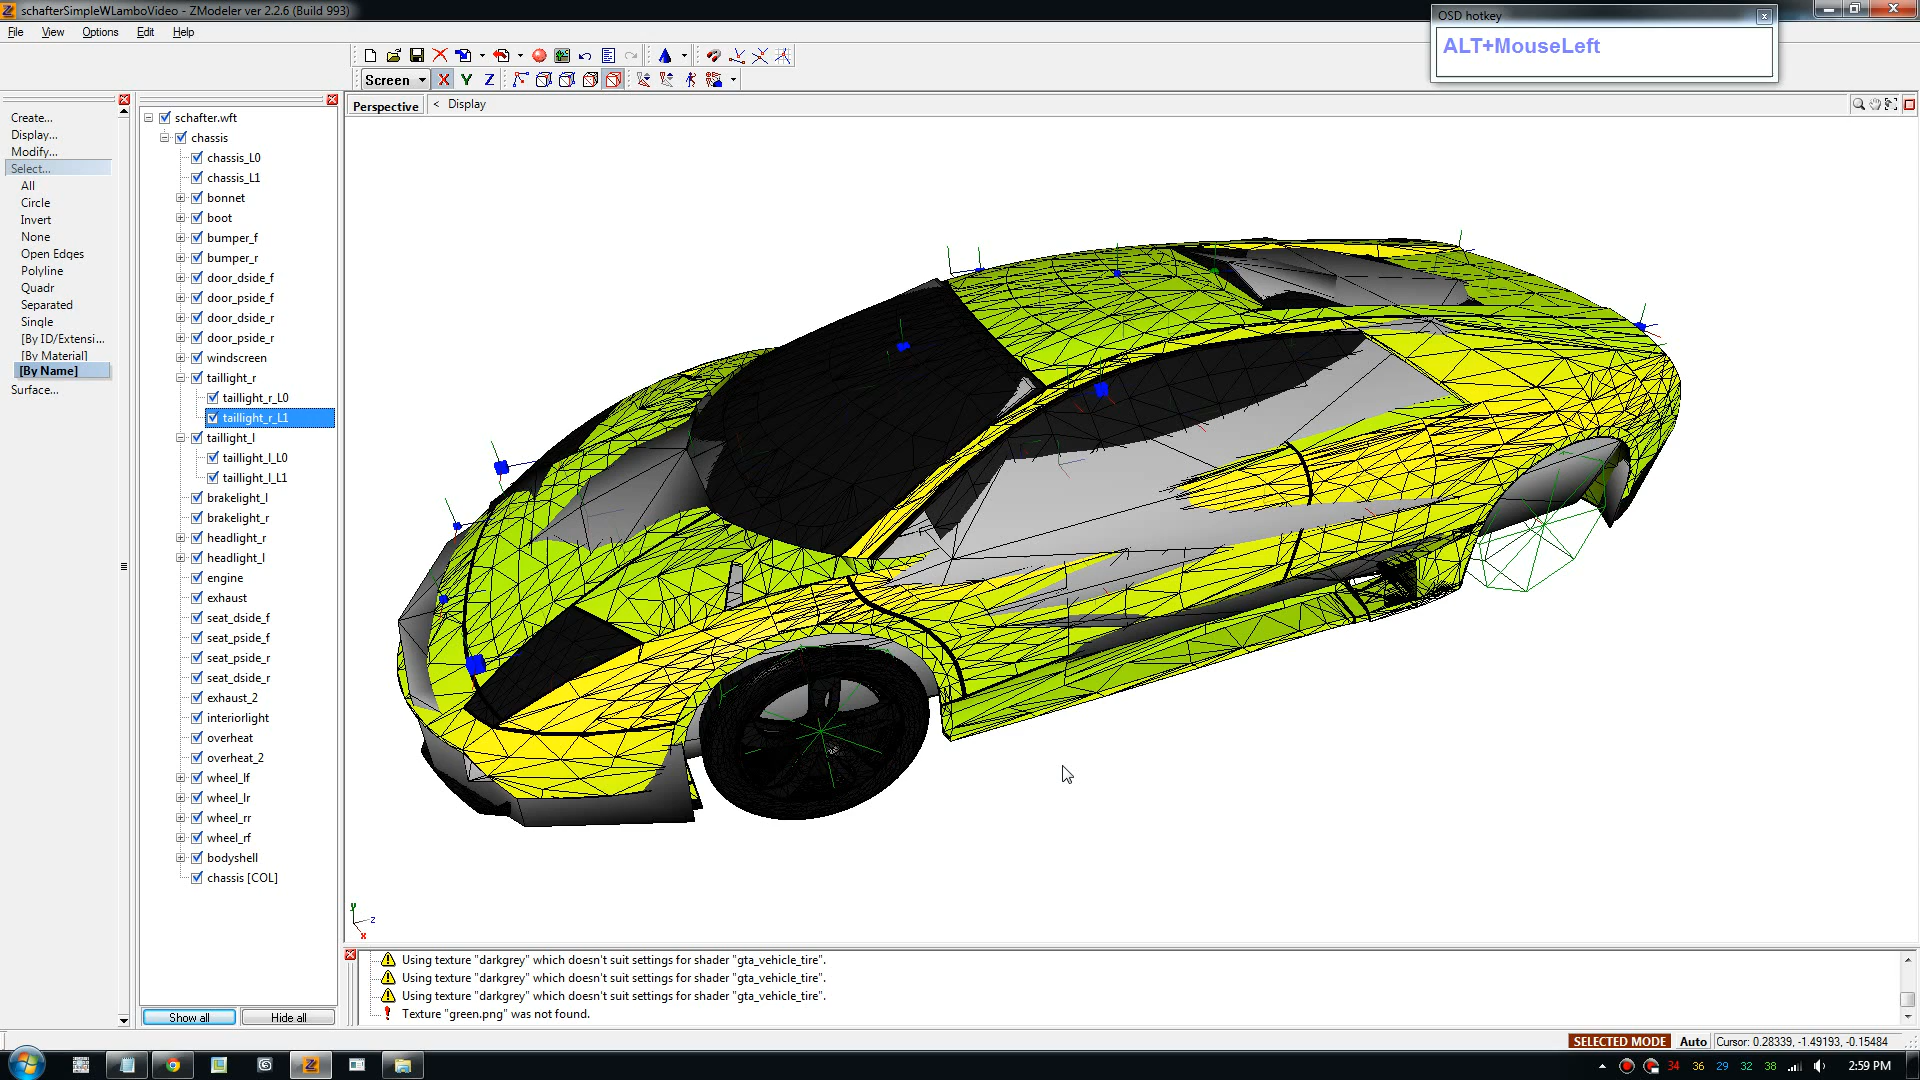 schafterSimpleWLamboVideo - ZModeler ver 2.2.6 (Build 993)
OSD hotkey
ALT+MouseLeft
File View Options Edit Help
Screen X Y Z
Perspective < Display
Create...
Display...
Modify...
Select...
All
Circle
Invert
None
Open Edges
Polyline
Quadr
Separated
Single
[By ID/Extensi...
[By Material]
[By Name]
Surface...
schafter.wft
chassis
chassis_L0
chassis_L1
bonnet
boot
bumper_f
bumper_r
door_dside_f
door_pside_f
door_dside_r
door_pside_r
windscreen
taillight_r
taillight_r_L0
taillight_r_L1
taillight_l
taillight_l_L0
taillight_l_L1
brakelight_l
brakelight_r
headlight_r
headlight_l
engine
exhaust
seat_dside_f
seat_pside_f
seat_pside_r
seat_dside_r
exhaust_2
interiorlight
overheat
overheat_2
wheel_lf
wheel_lr
wheel_rr
wheel_rf
bodyshell
chassis [COL]
Show all
Hide all
y
z
x
Using texture "darkgrey" which doesn't suit settings for shader "gta_vehicle_tire".
Using texture "darkgrey" which doesn't suit settings for shader "gta_vehicle_tire".
Using texture "darkgrey" which doesn't suit settings for shader "gta_vehicle_tire".
Texture "green.png" was not found.
SELECTED MODE Auto Cursor: 0.28339, -1.49193, -0.15484
34 36 29 32 38 2:59 PM